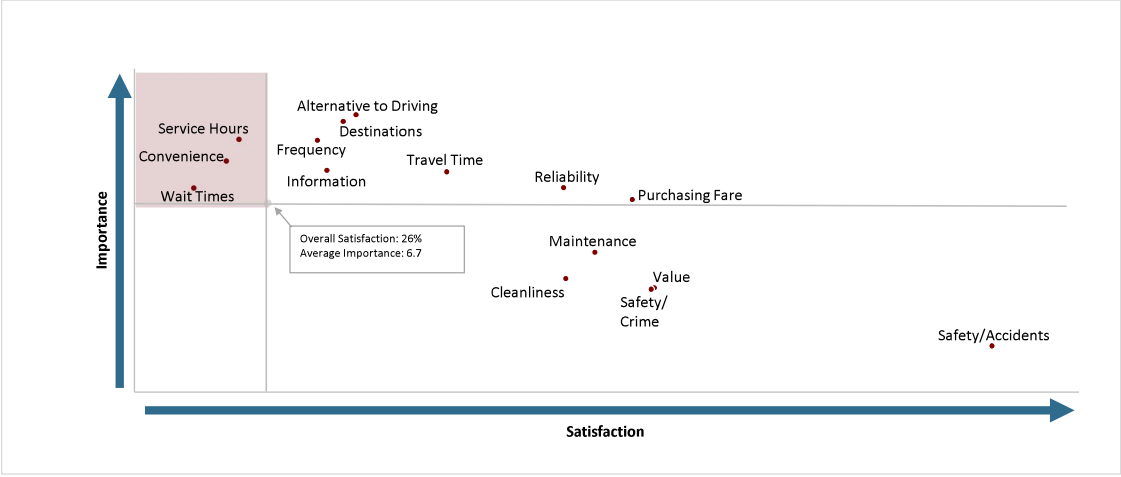 Alternative to Driving
Service Hours
Destinations
Frequency
Convenience
Travel Time
Information
Reliability
Wait Times
Purchasing Fare
Importance
Overall Satisfaction: 26%
Average Importance: 6.7
Maintenance
Value
Cleanliness
Safety/
Crime
Safety/Accidents
Satisfaction